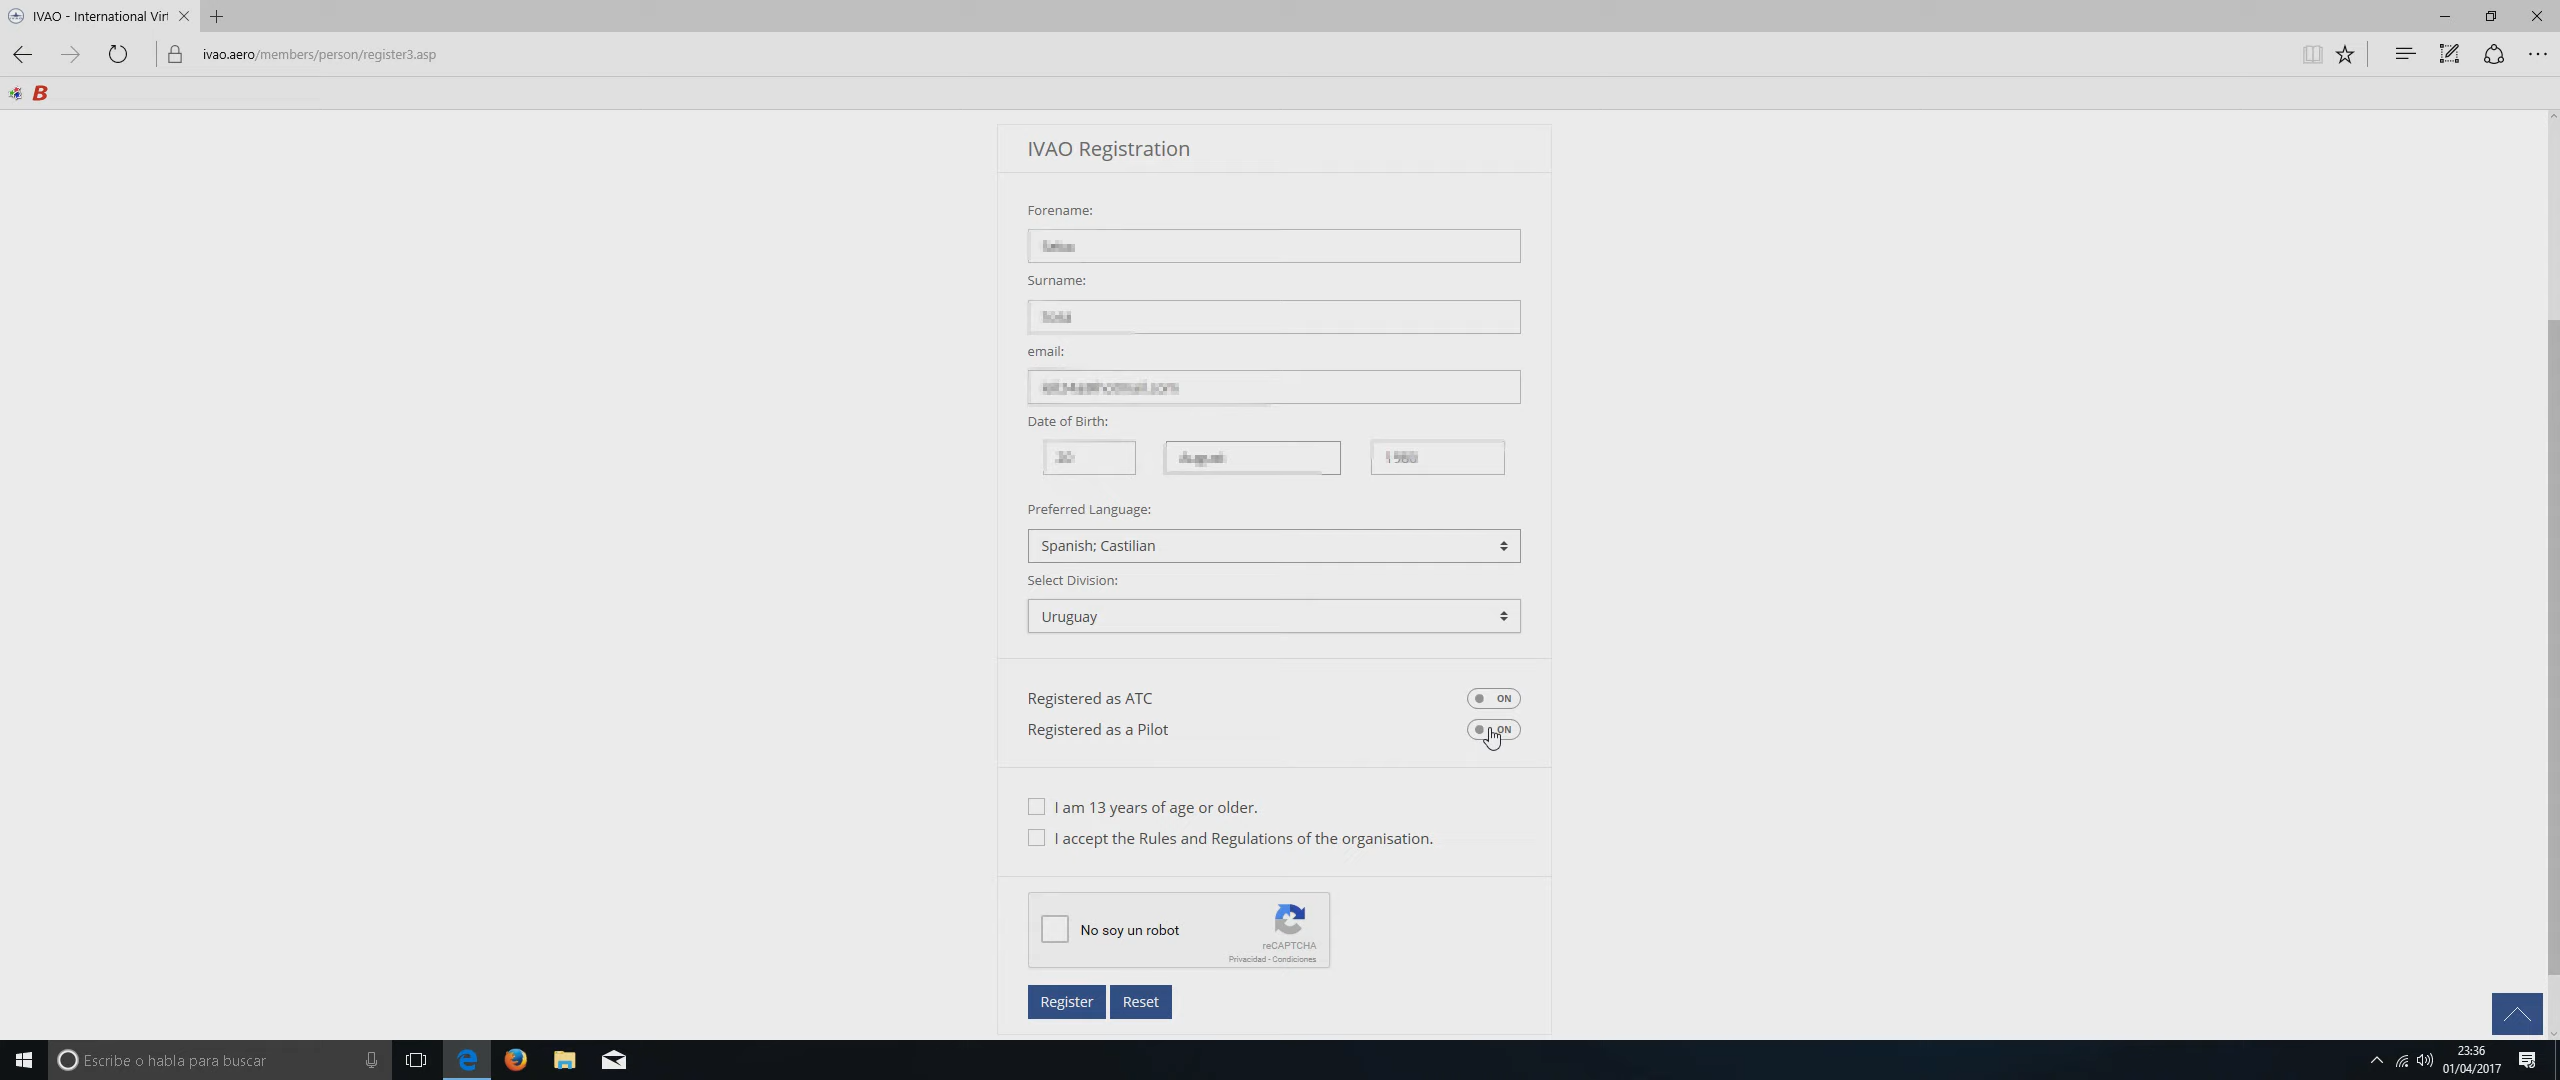 IVAO - International Virt
ivao.aero/members/person/register3.asp
B
IVAO Registration
Forename:
Surname:
email:
Date of Birth:
Preferred Language:
Spanish; Castilian
Select Division:
Uruguay
Registered as ATC ON
Registered as a Pilot ON
I am 13 years of age or older.
I accept the Rules and Regulations of the organisation.
No soy un robot
reCAPTCHA
Privacidad - Condiciones
Register Reset
Escribe o habla para buscar
23:36
01/04/2017